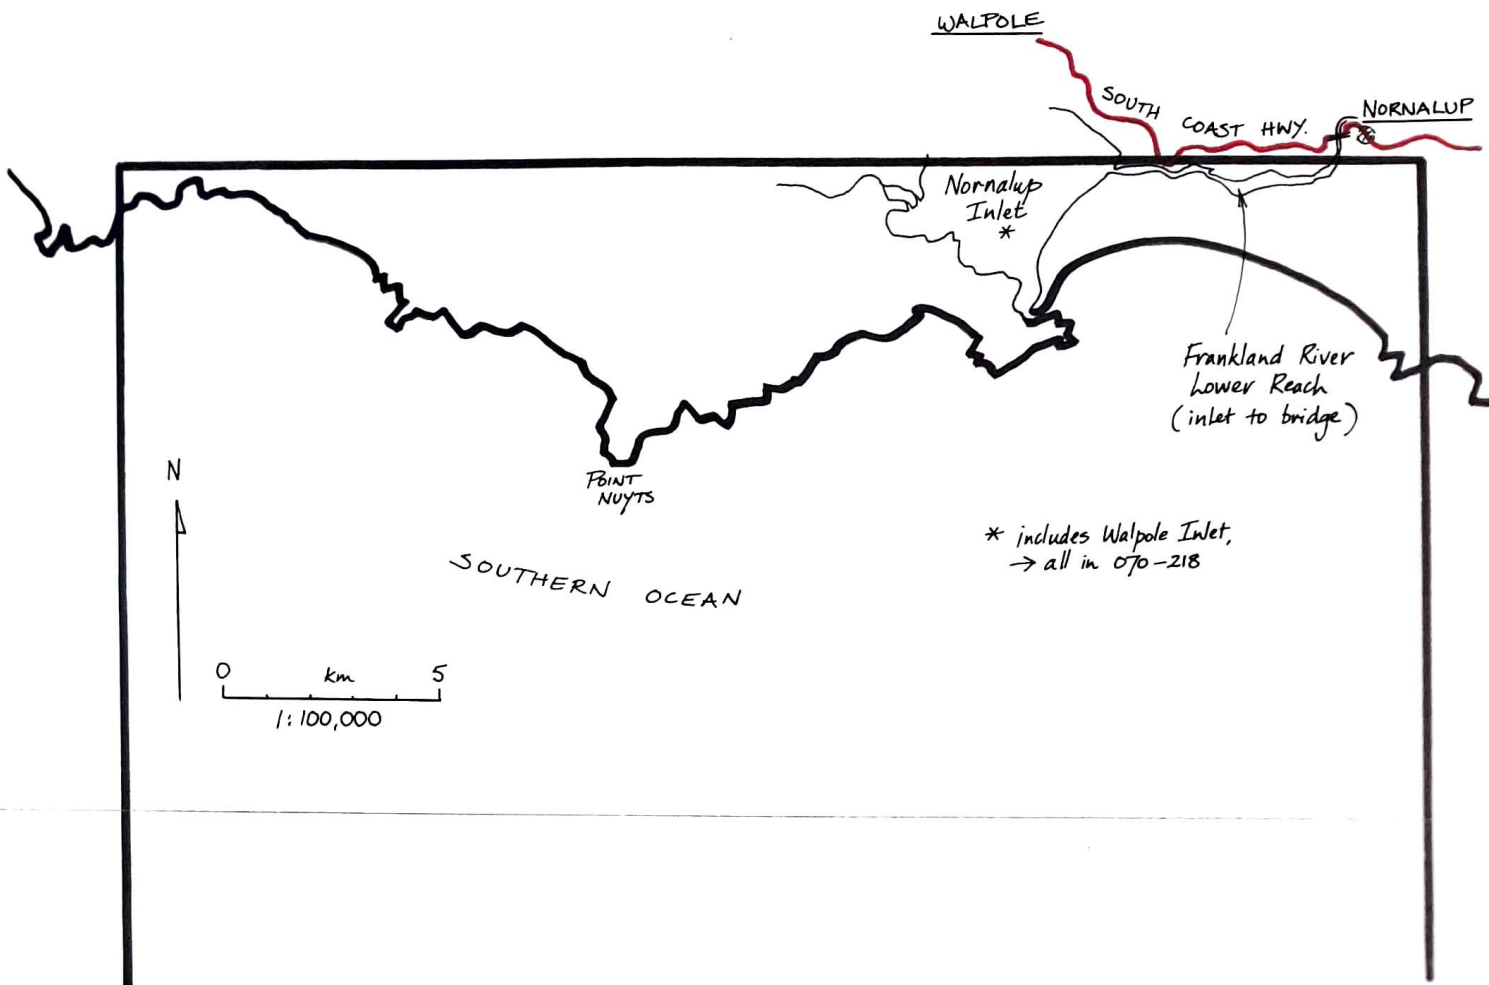 WALPOLE
SOUTH
COAST HWY.
NORNALUP
Nornalup
Inlet
*
Frankland River
Lower Reach
(inlet to bridge)
POINT
NUYTS
N
* includes Walpole Inlet,
→ all in 070-218
SOUTHERN OCEAN
0 km 5
1:100,000